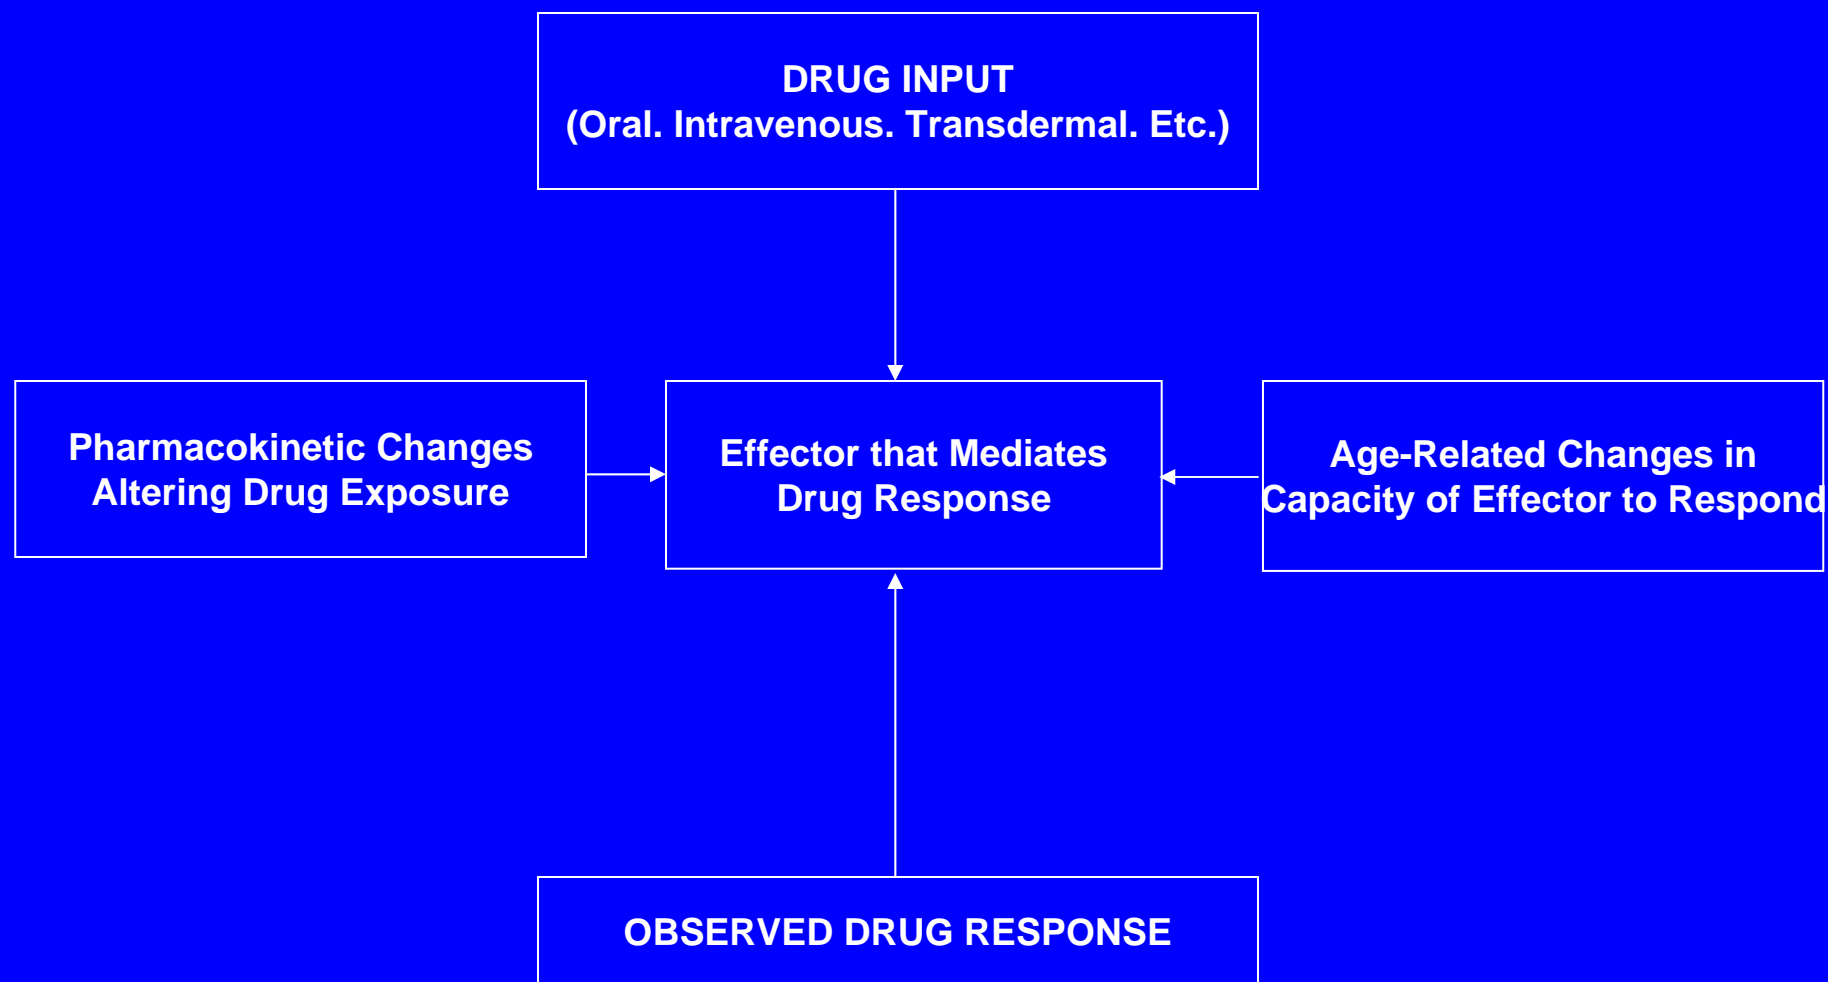 DRUG INPUT
(Oral. Intravenous. Transdermal. Etc.)
Pharmacokinetic Changes
Altering Drug Exposure
Effector that Mediates
Drug Response
Age-Related Changes in
Capacity of Effector to Respond
OBSERVED DRUG RESPONSE